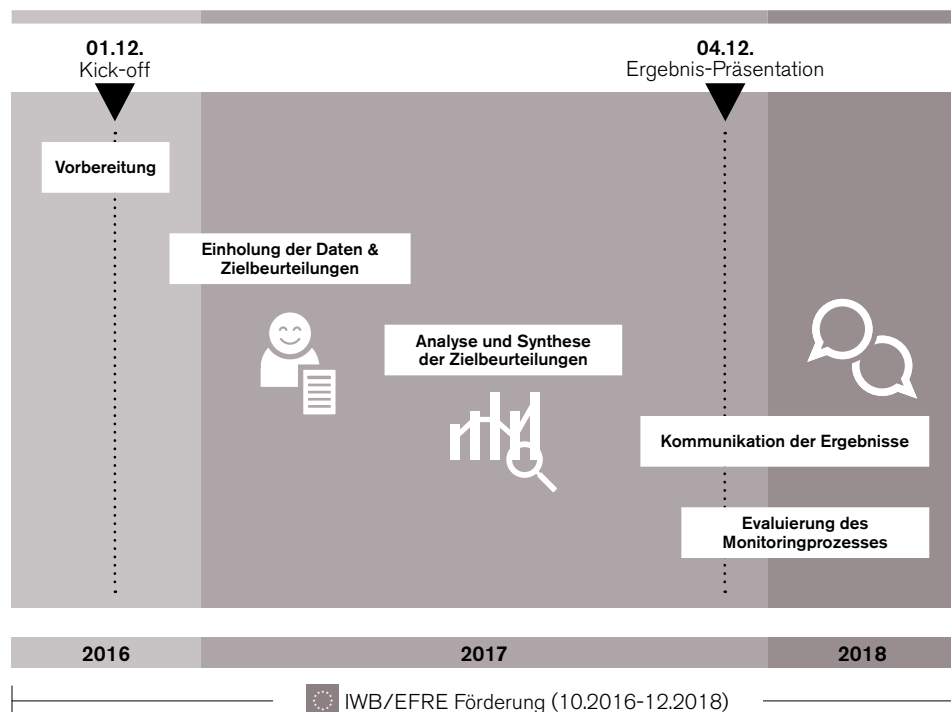 01.12.
Kick-off
04.12.
Ergebnis-Präsentation
Vorbereitung
Einholung der Daten &
Zielbeurteilungen
Analyse und Synthese
der Zielbeurteilungen
Kommunikation der Ergebnisse
Evaluierung des
Monitoringprozesses
2016
2017
2018
IWB/EFRE Förderung (10.2016-12.2018)